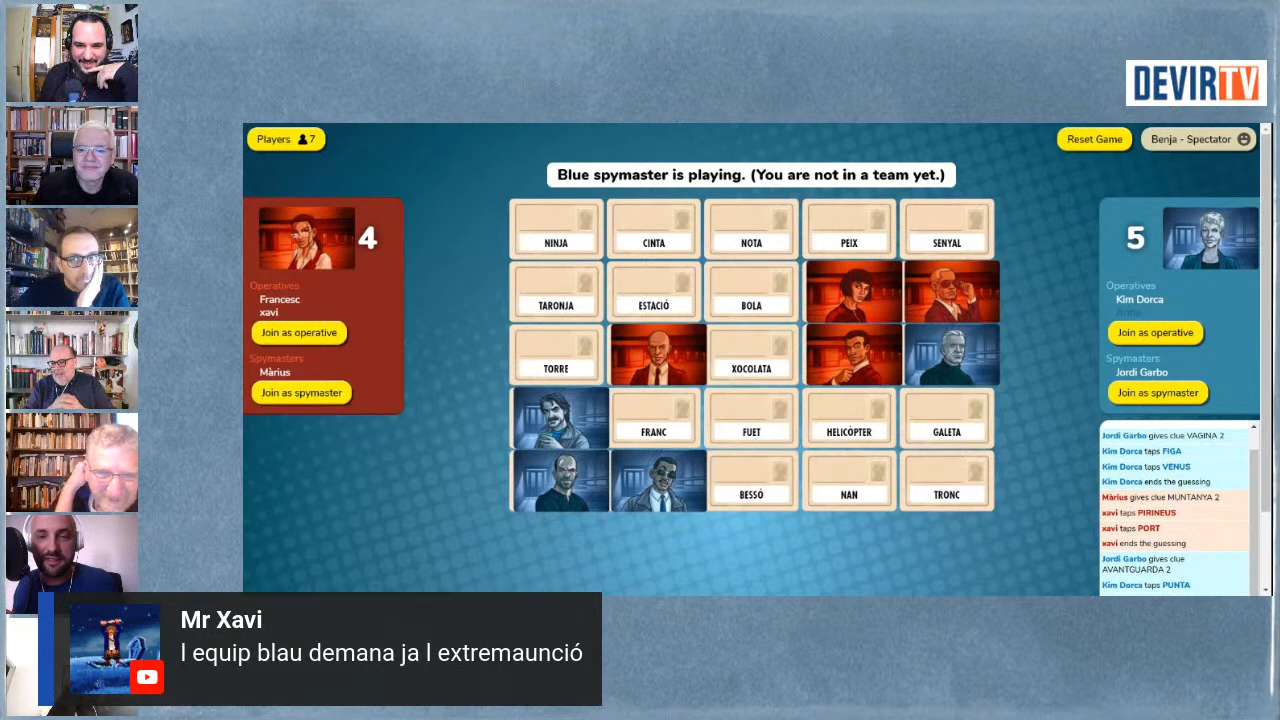 DEVIRTV
Players 7
Reset Game
Benja - Spectator
Blue spymaster is playing. (You are not in a team yet.)
4
Operatives
Francesc
xavi
Join as operative
Spymasters
Màrius
Join as spymaster
NINJA CINTA NOTA PEIX SENYAL
TARONJA ESTACIÓ BOLA
TORRE XOCOLATA
FRANC FUET HELICÒPTER GALETA
BESSÓ NAN TRONC
5
Operatives
Kim Dorca
Anna
Join as operative
Spymasters
Jordi Garbo
Join as spymaster
Jordi Garbo gives clue VAGINA 2
Kim Dorca taps FIGA
Kim Dorca taps VENUS
Kim Dorca ends the guessing
Màrius gives clue MUNTANYA 2
xavi taps PIRINEUS
xavi taps PORT
xavi ends the guessing
Jordi Garbo gives clue
AVANTGUARDA 2
Kim Dorca taps PUNTA
Mr Xavi
l equip blau demana ja l extremaunció